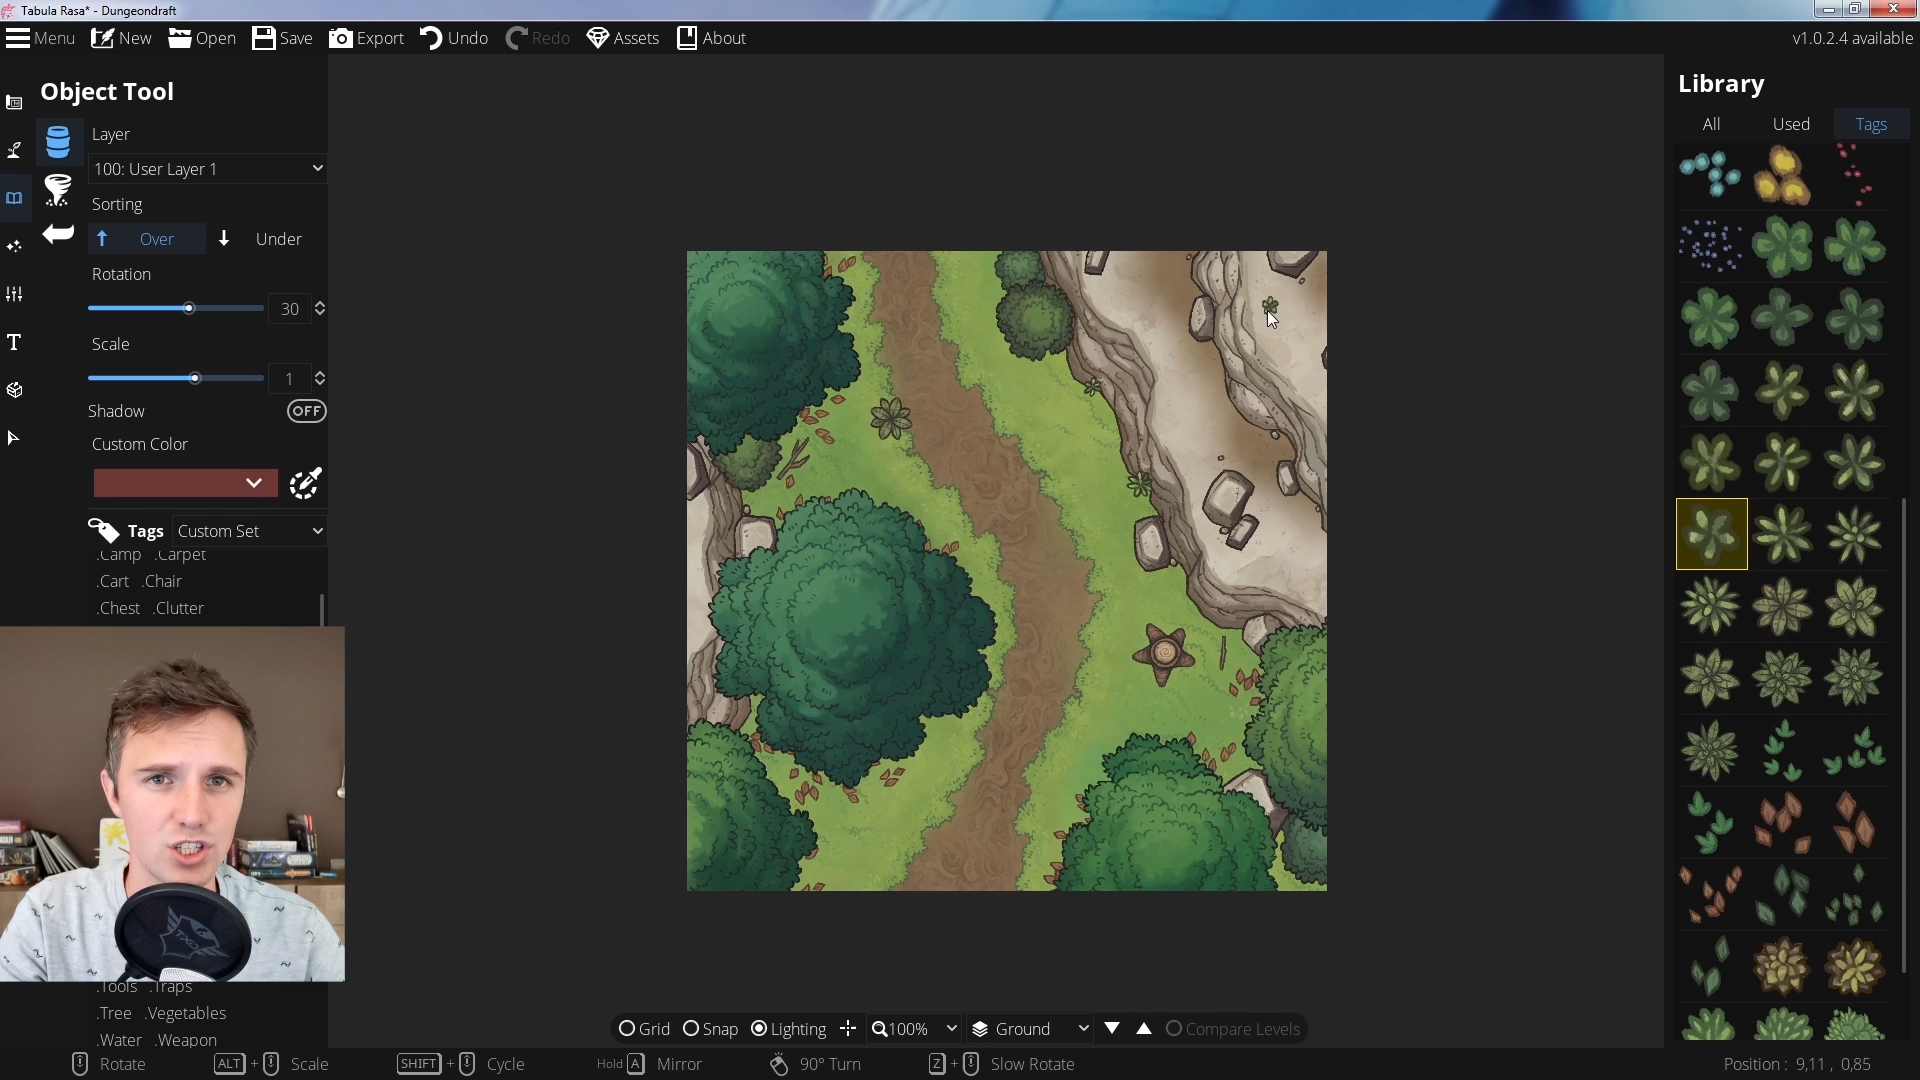 Tabula Rasa* - Dungeondraft
Menu New Open Save Export Undo Redo Assets About v1.0.2.4 available
Object Tool
Layer
100: User Layer 1
Sorting
Over Under
Rotation
30
Scale
1
Shadow OFF
Custom Color
Tags Custom Set
.Camp .Carpet
.Cart .Chair
.Chest .Clutter
.Tools .Traps
.Tree .Vegetables
.Water .Weapon
Library
All Used Tags
Grid Snap Lighting 100% Ground Compare Levels
Rotate ALT + Scale SHIFT + Cycle Hold A Mirror 90° Turn Z + Slow Rotate Position : 9,11 , 0,85